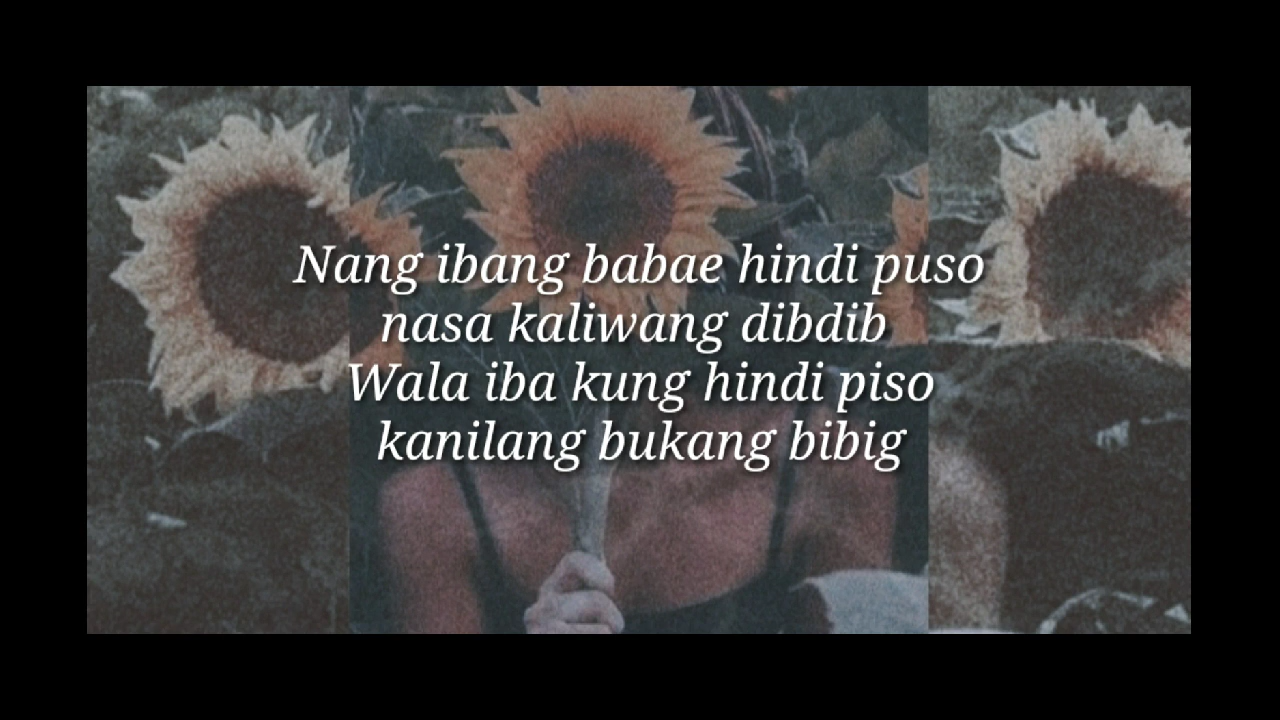 Nang ibang babae hindi puso
nasa kaliwang dibdib
Wala iba kung hindi piso
kanilang bukang bibig